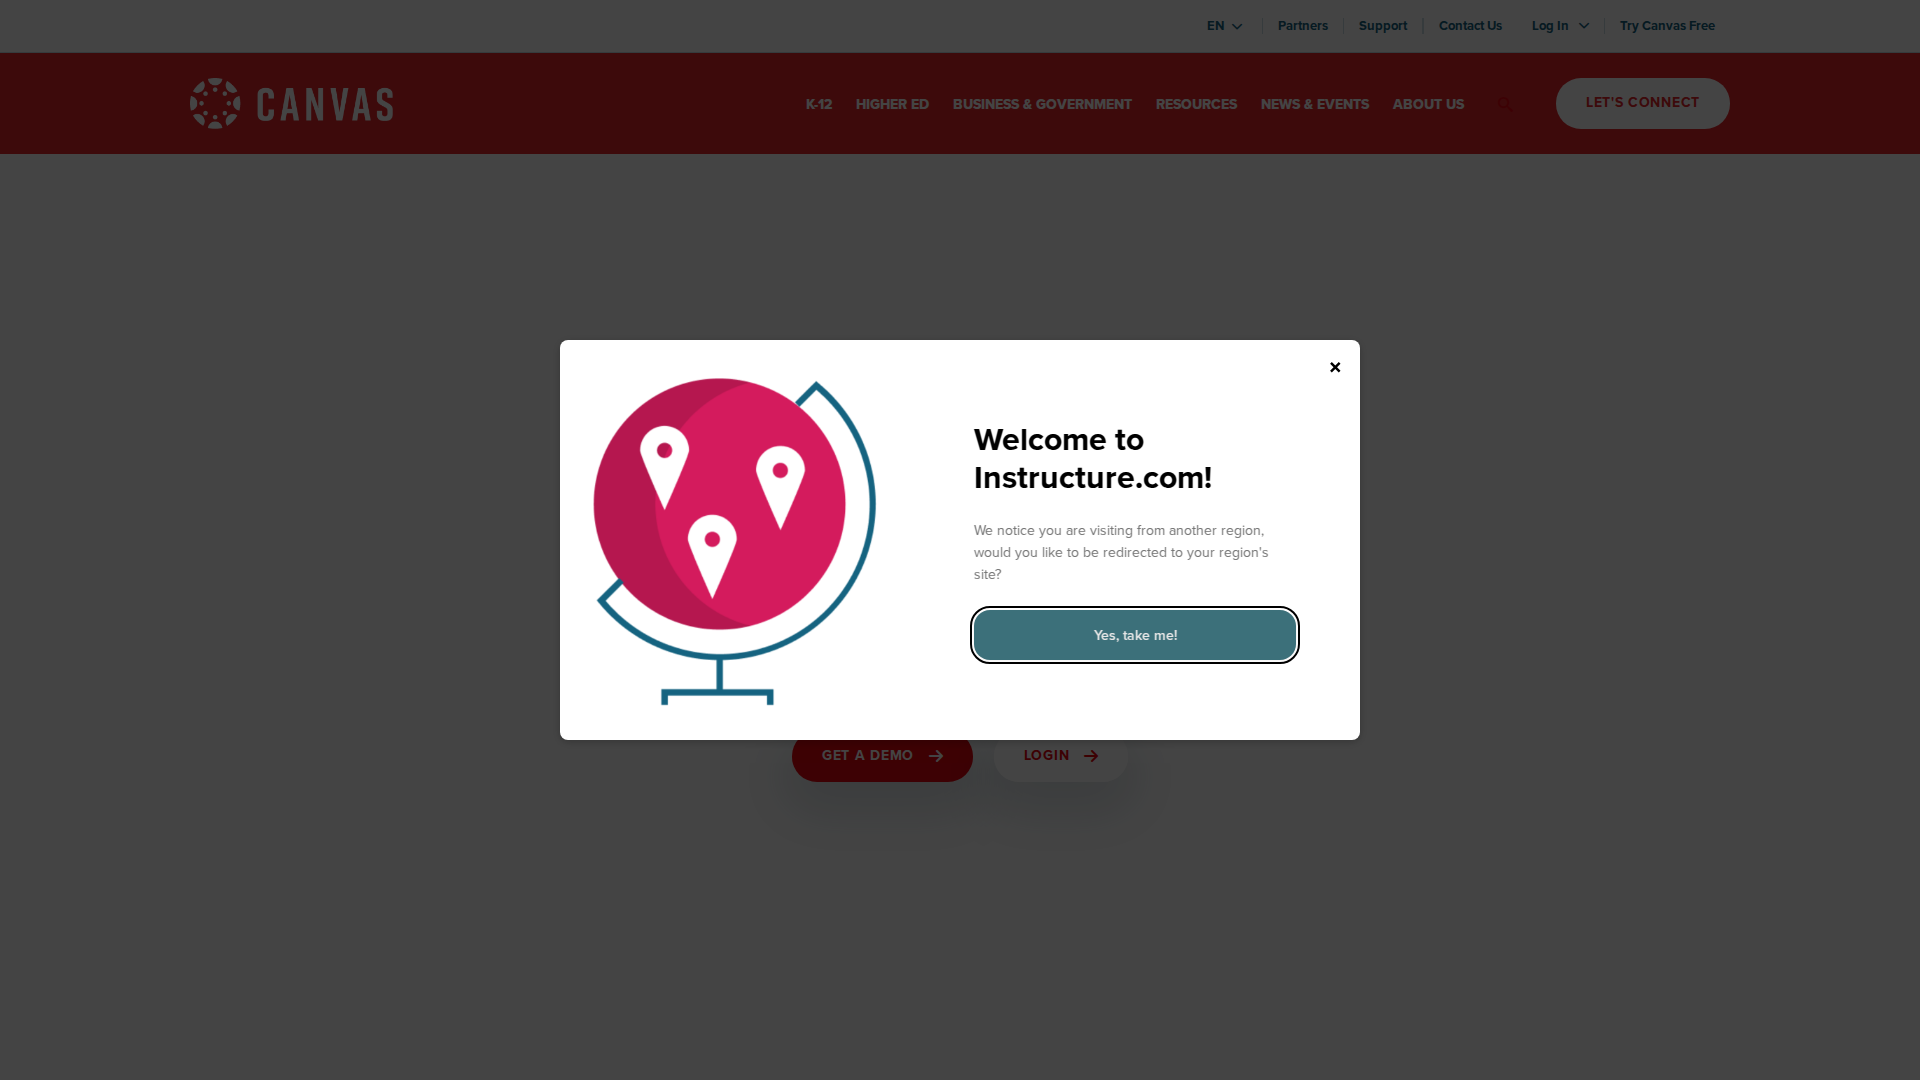 EN
Partners
Support
Contact Us
Log In
Try Canvas Free
CANVAS
K-12
HIGHER ED
BUSINESS & GOVERNMENT
RESOURCES
NEWS & EVENTS
ABOUT US
LET'S CONNECT
×
Welcome to
Instructure.com!
We notice you are visiting from another region,
would you like to be redirected to your region's
site?
Yes, take me!
GET A DEMO
LOGIN